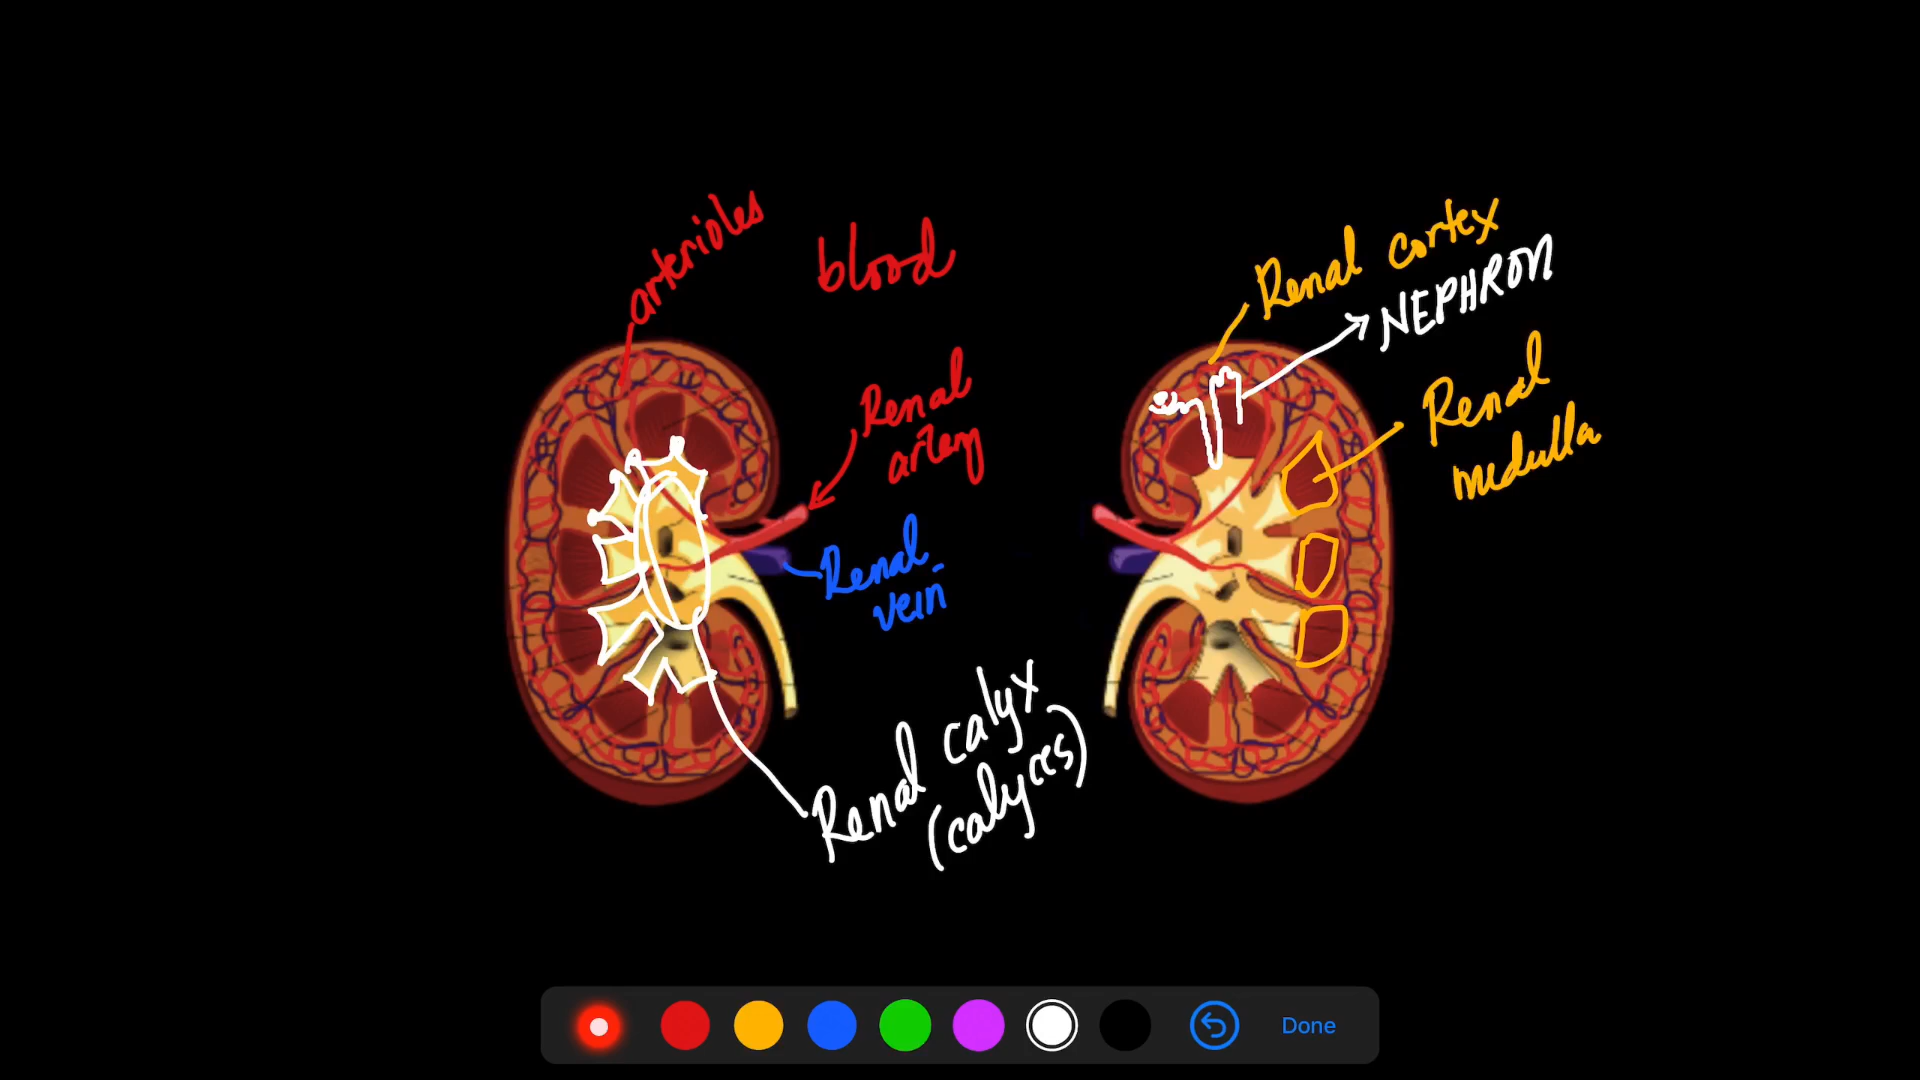 arterioles
blood
Renal
artery
Renal
vein
Renal calyx
(calyces)
Renal cortex
NEPHRON
Renal
medulla
Done